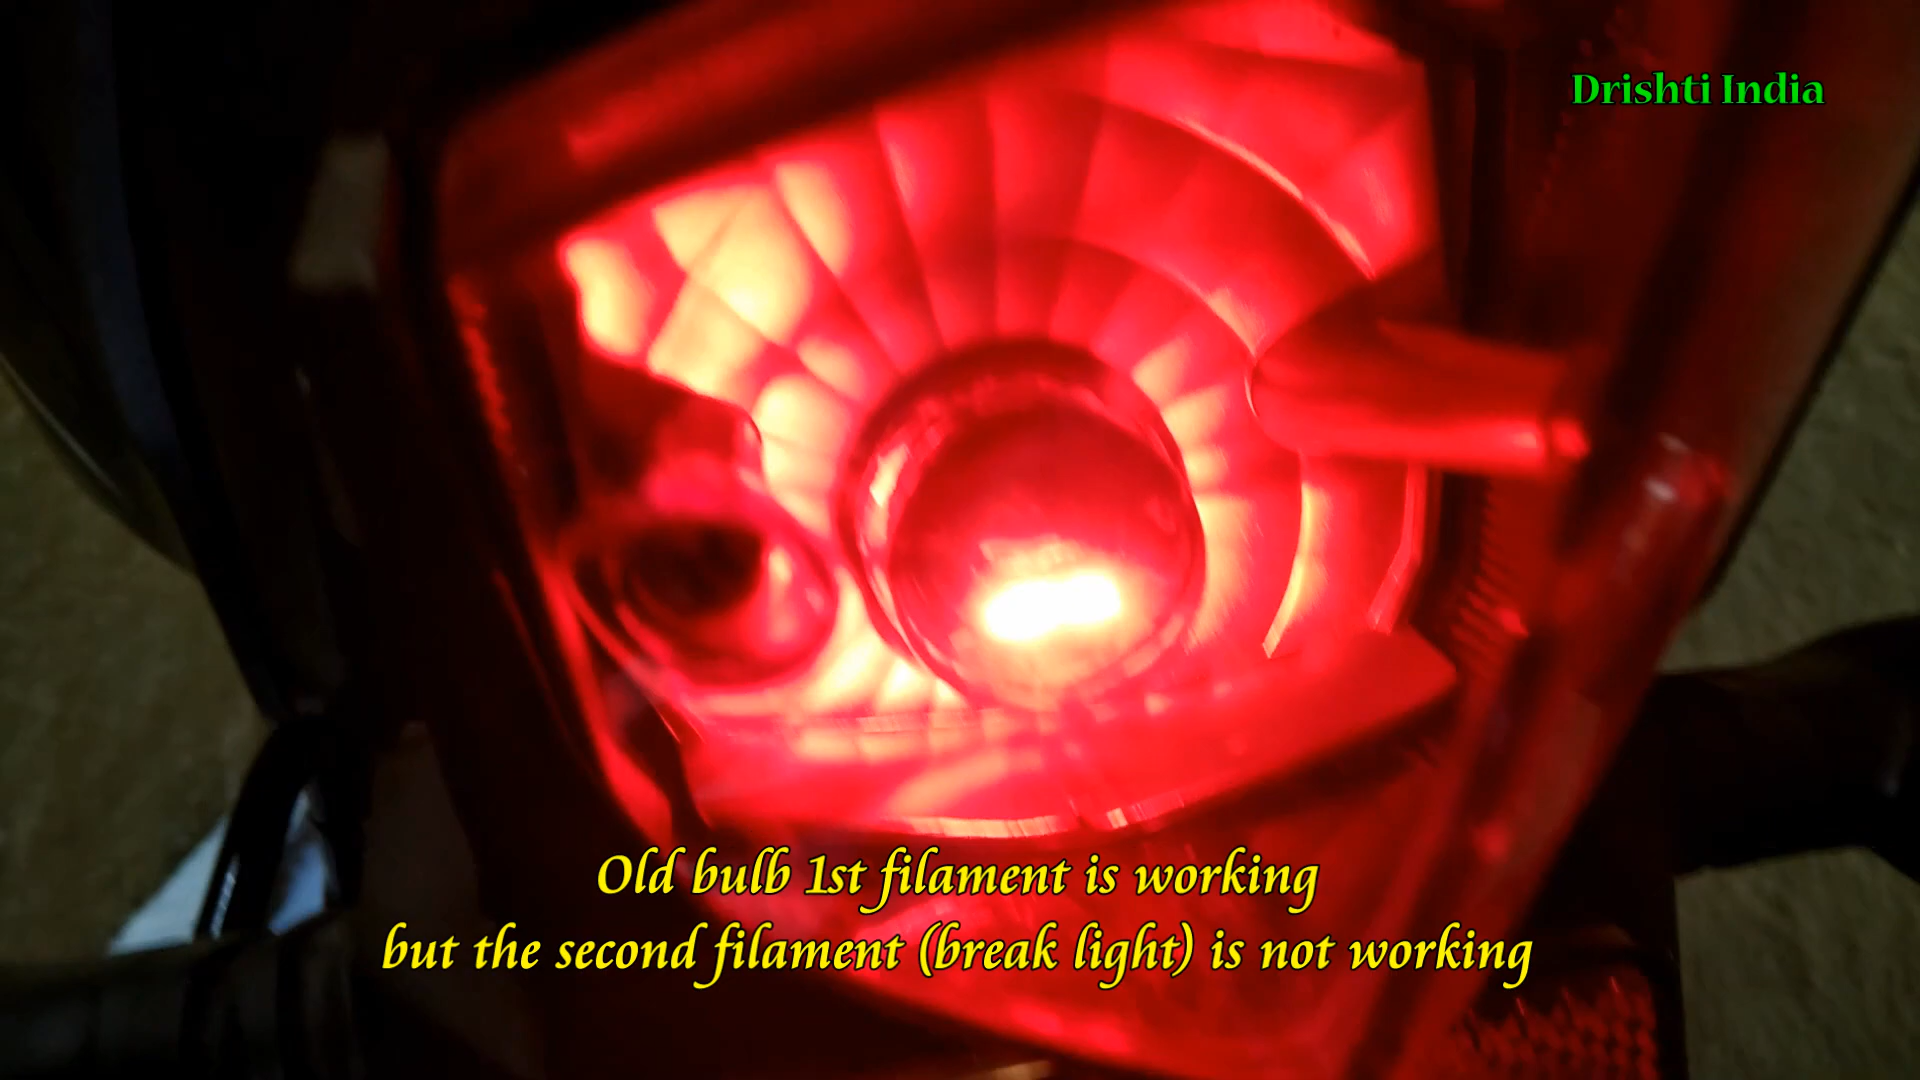 Drishti India
Old bulb 1st filament is working
but the second filament (break light) is not working